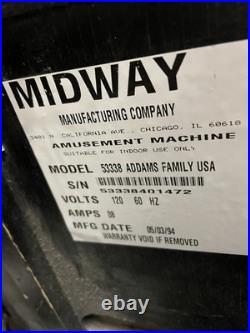 MIDWAY
MANUFACTURING COMPANY
3401 N. CALIFORNIA AVE., CHICAGO, IL 60618
AMUSEMENT MACHINE
SUITABLE FOR INDOOR USE ONLY
MODEL 53338 ADDAMS FAMILY USA
S/N 53338401472
VOLTS 120 60 HZ
AMPS 08
MFG DATE 05/03/94
WARRANTY VOID IF REMOVED